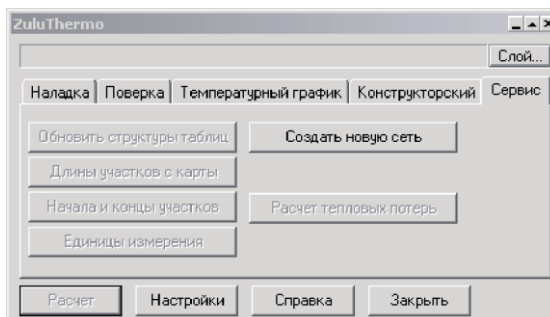 ZuluThermo
Слой...
Наладка Поверка Температурный график Конструкторский Сервис
Обновить структуры таблиц Создать новую сеть
Длины участков с карты
Начала и концы участков Расчет тепловых потерь
Единицы измерения
Расчет Настройки Справка Закрыть